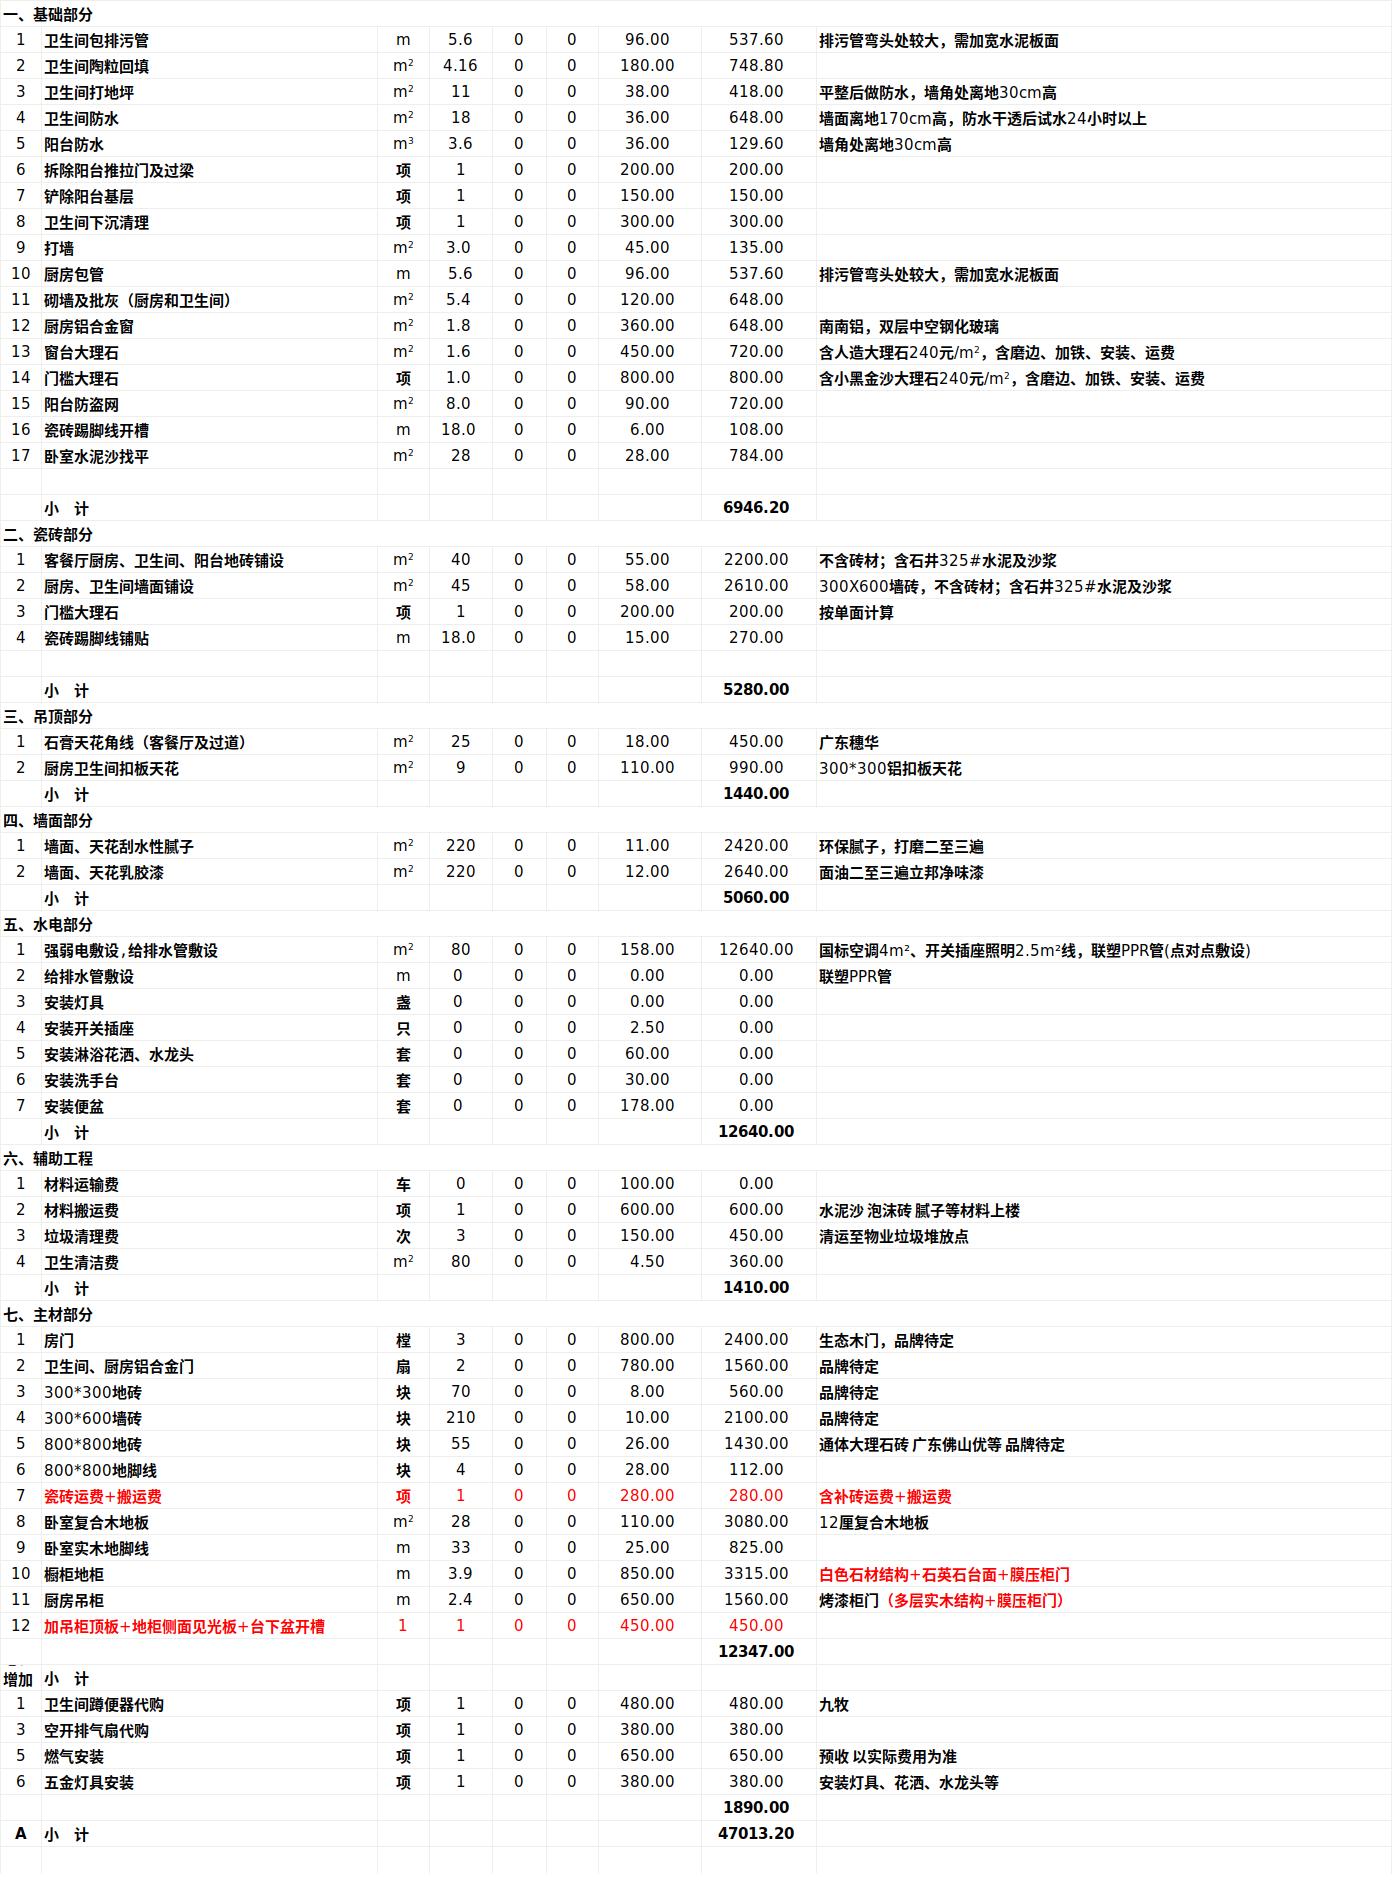 一、基础部分
1 卫生间包排污管 m 5.6 0 0 96.00 537.60 排污管弯头处较大，需加宽水泥板面
2 卫生间陶粒回填 m² 4.16 0 0 180.00 748.80
3 卫生间打地坪 m² 11 0 0 38.00 418.00 平整后做防水，墙角处离地30cm高
4 卫生间防水 m² 18 0 0 36.00 648.00 墙面离地170cm高，防水干透后试水24小时以上
5 阳台防水 m³ 3.6 0 0 36.00 129.60 墙角处离地30cm高
6 拆除阳台推拉门及过梁 项 1 0 0 200.00 200.00
7 铲除阳台基层 项 1 0 0 150.00 150.00
8 卫生间下沉清理 项 1 0 0 300.00 300.00
9 打墙 m² 3.0 0 0 45.00 135.00
10 厨房包管 m 5.6 0 0 96.00 537.60 排污管弯头处较大，需加宽水泥板面
11 砌墙及批灰（厨房和卫生间） m² 5.4 0 0 120.00 648.00
12 厨房铝合金窗 m² 1.8 0 0 360.00 648.00 南南铝，双层中空钢化玻璃
13 窗台大理石 m² 1.6 0 0 450.00 720.00 含人造大理石240元/m²，含磨边、加铁、安装、运费
14 门槛大理石 项 1.0 0 0 800.00 800.00 含小黑金沙大理石240元/m²，含磨边、加铁、安装、运费
15 阳台防盗网 m² 8.0 0 0 90.00 720.00
16 瓷砖踢脚线开槽 m 18.0 0 0 6.00 108.00
17 卧室水泥沙找平 m² 28 0 0 28.00 784.00
小 计 6946.20
二、瓷砖部分
1 客餐厅厨房、卫生间、阳台地砖铺设 m² 40 0 0 55.00 2200.00 不含砖材；含石井325#水泥及沙浆
2 厨房、卫生间墙面铺设 m² 45 0 0 58.00 2610.00 300X600墙砖，不含砖材；含石井325#水泥及沙浆
3 门槛大理石 项 1 0 0 200.00 200.00 按单面计算
4 瓷砖踢脚线铺贴 m 18.0 0 0 15.00 270.00
小 计 5280.00
三、吊顶部分
1 石膏天花角线（客餐厅及过道） m² 25 0 0 18.00 450.00 广东穗华
2 厨房卫生间扣板天花 m² 9 0 0 110.00 990.00 300*300铝扣板天花
小 计 1440.00
四、墙面部分
1 墙面、天花刮水性腻子 m² 220 0 0 11.00 2420.00 环保腻子，打磨二至三遍
2 墙面、天花乳胶漆 m² 220 0 0 12.00 2640.00 面油二至三遍立邦净味漆
小 计 5060.00
五、水电部分
1 强弱电敷设,给排水管敷设 m² 80 0 0 158.00 12640.00 国标空调4m²、开关插座照明2.5m²线，联塑PPR管(点对点敷设)
2 给排水管敷设 m 0 0 0 0.00 0.00 联塑PPR管
3 安装灯具 盏 0 0 0 0.00 0.00
4 安装开关插座 只 0 0 0 2.50 0.00
5 安装淋浴花洒、水龙头 套 0 0 0 60.00 0.00
6 安装洗手台 套 0 0 0 30.00 0.00
7 安装便盆 套 0 0 0 178.00 0.00
小 计 12640.00
六、辅助工程
1 材料运输费 车 0 0 0 100.00 0.00
2 材料搬运费 项 1 0 0 600.00 600.00 水泥沙 泡沫砖 腻子等材料上楼
3 垃圾清理费 次 3 0 0 150.00 450.00 清运至物业垃圾堆放点
4 卫生清洁费 m² 80 0 0 4.50 360.00
小 计 1410.00
七、主材部分
1 房门 樘 3 0 0 800.00 2400.00 生态木门，品牌待定
2 卫生间、厨房铝合金门 扇 2 0 0 780.00 1560.00 品牌待定
3 300*300地砖 块 70 0 0 8.00 560.00 品牌待定
4 300*600墙砖 块 210 0 0 10.00 2100.00 品牌待定
5 800*800地砖 块 55 0 0 26.00 1430.00 通体大理石砖 广东佛山优等 品牌待定
6 800*800地脚线 块 4 0 0 28.00 112.00
7 瓷砖运费+搬运费 项 1 0 0 280.00 280.00 含补砖运费+搬运费
8 卧室复合木地板 m² 28 0 0 110.00 3080.00 12厘复合木地板
9 卧室实木地脚线 m 33 0 0 25.00 825.00
10 橱柜地柜 m 3.9 0 0 850.00 3315.00 白色石材结构+石英石台面+膜压柜门
11 厨房吊柜 m 2.4 0 0 650.00 1560.00 烤漆柜门（多层实木结构+膜压柜门）
12 加吊柜顶板+地柜侧面见光板+台下盆开槽 1 1 0 0 450.00 450.00
12347.00
增加 小 计
1 卫生间蹲便器代购 项 1 0 0 480.00 480.00 九牧
3 空开排气扇代购 项 1 0 0 380.00 380.00
5 燃气安装 项 1 0 0 650.00 650.00 预收 以实际费用为准
6 五金灯具安装 项 1 0 0 380.00 380.00 安装灯具、花洒、水龙头等
1890.00
A 小 计 47013.20